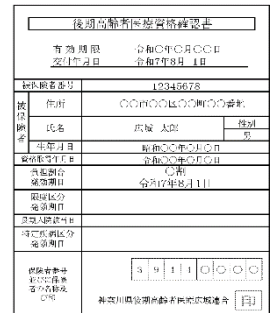 後期高齢者医療資格確認書
有効期限 令和〇年〇月〇〇日
交付年月日 令和7年8月 1日
被保険者番号 12345678
被保険者
住所 〇〇市〇〇区〇〇町〇〇番地
氏名 広域 太郎 性別 男
生年月日 昭和〇〇年〇月〇日
資格取得年月日 令和〇〇年〇月〇日
負担割合 〇割
発効期日 令和7年8月1日
限度区分
発効期日
長期入院該当日
特定疾病区分
発効期日
保険者番号 3 9 1 1 〇 〇 〇 〇
並びに保険
者の名称及
び印 神奈川県後期高齢者医療広域連合 印